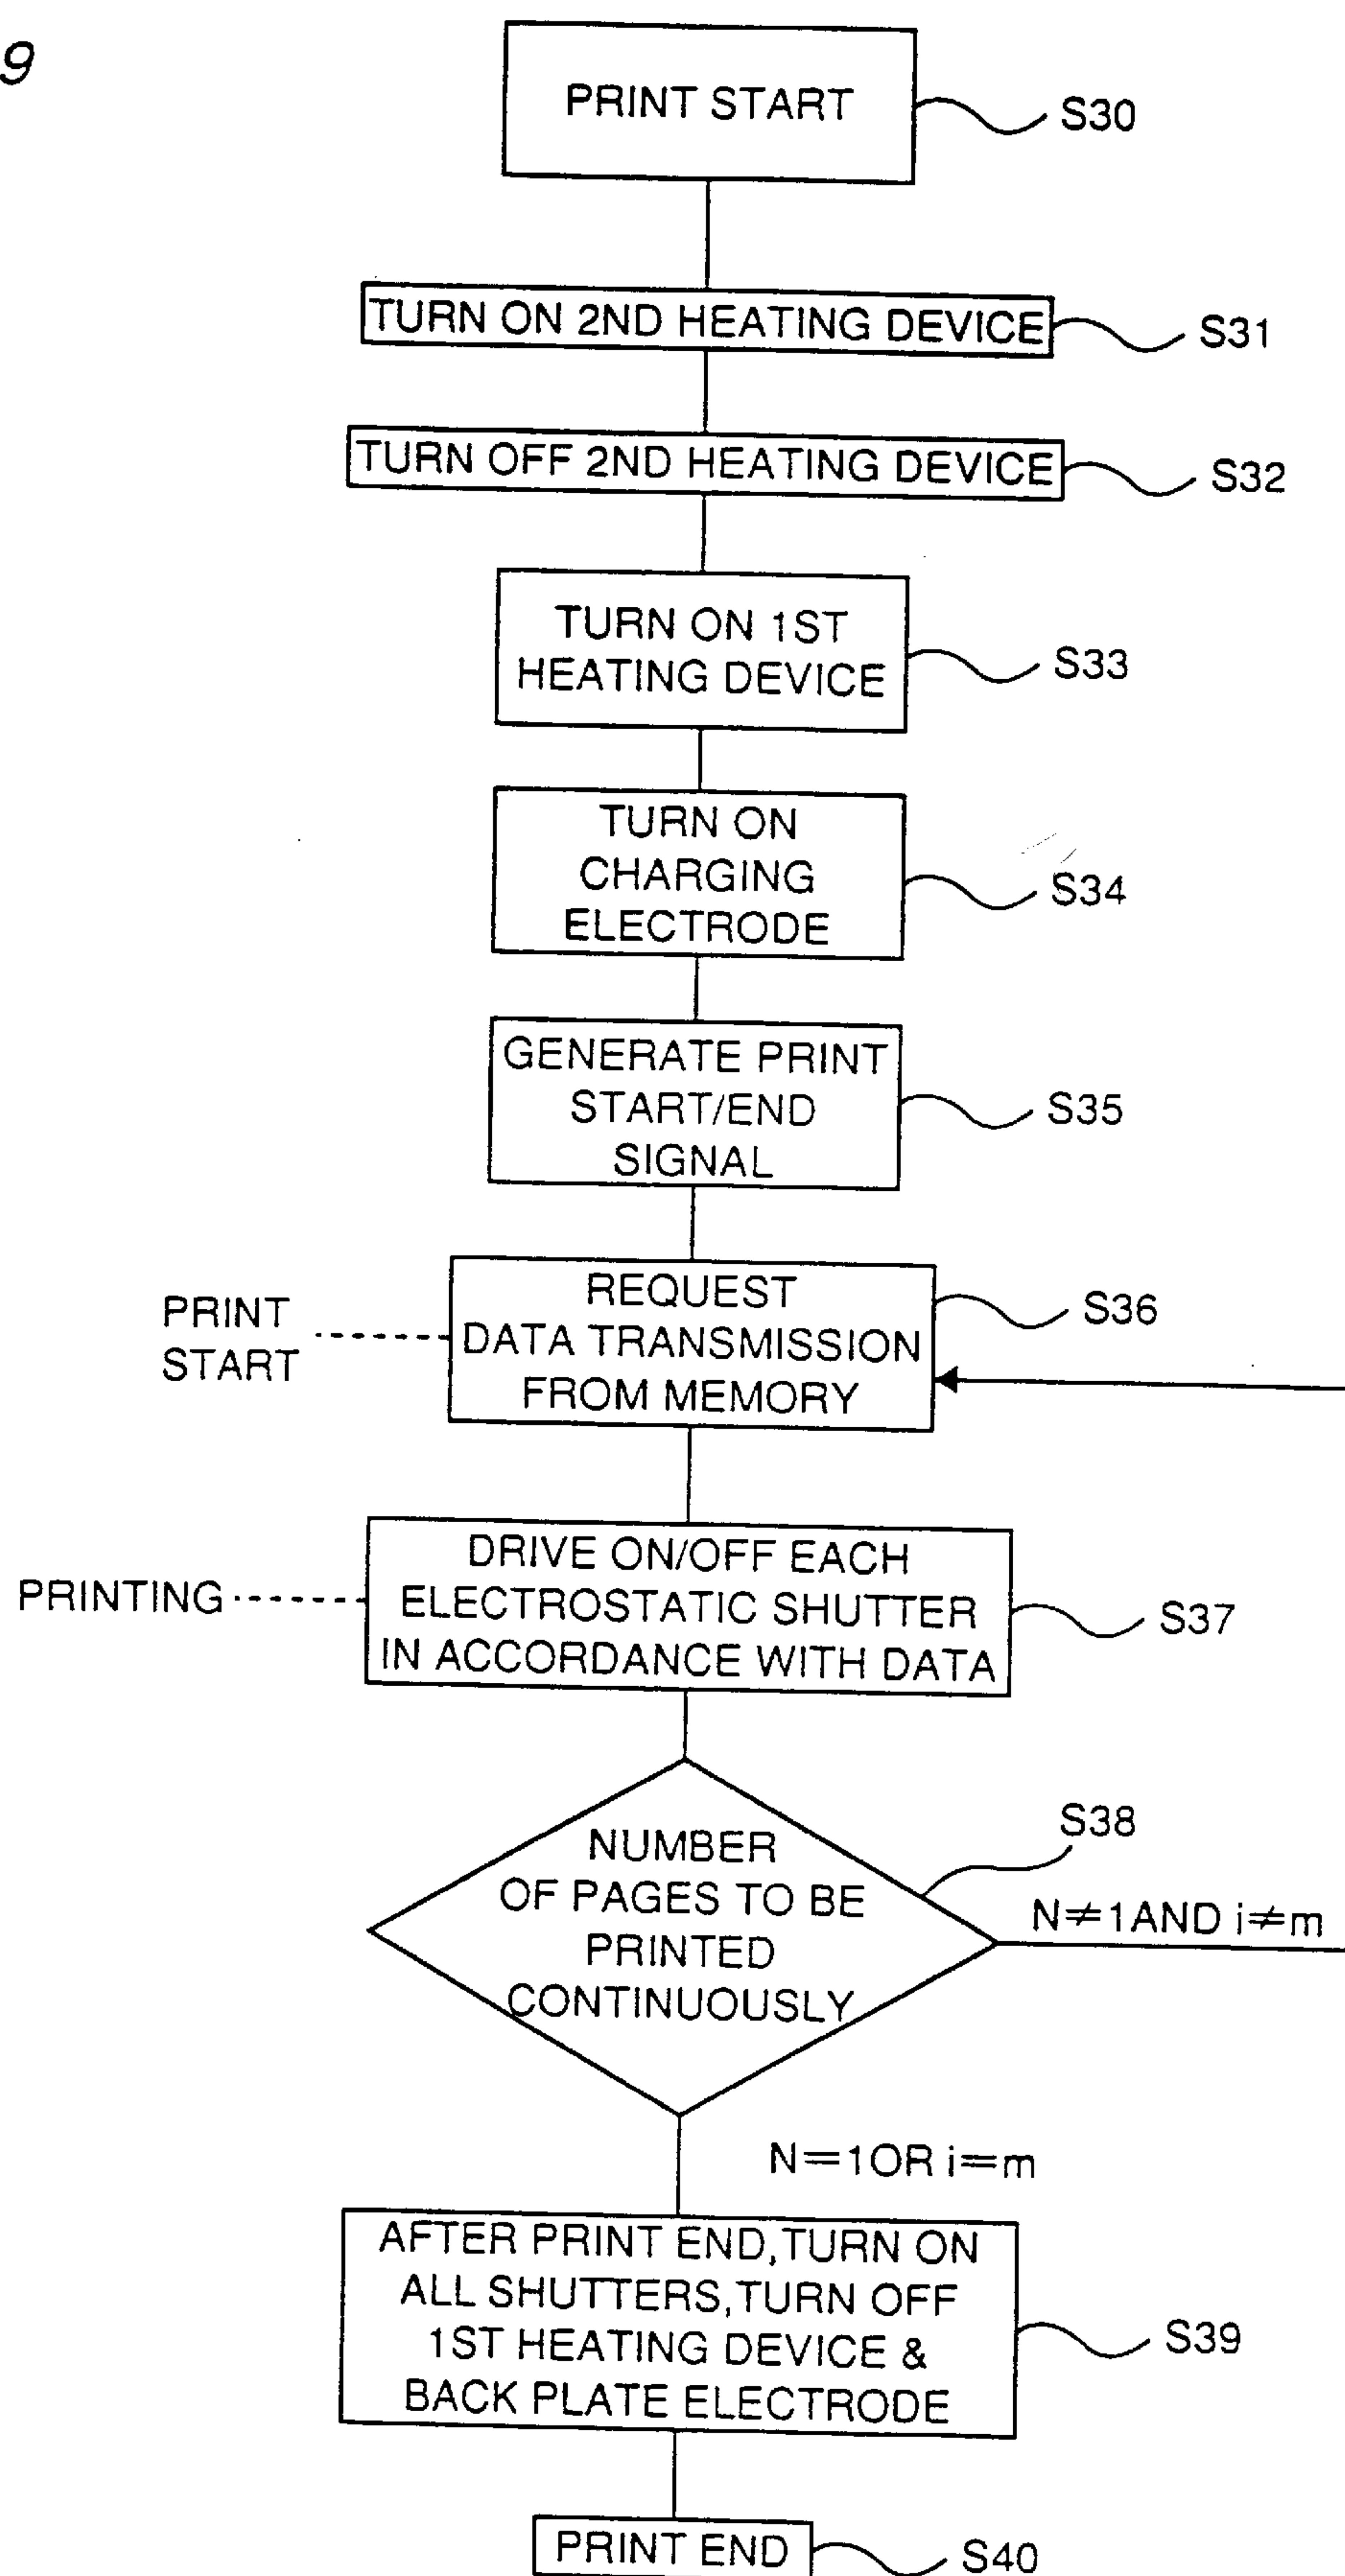 9
PRINT START
S30
TURN ON 2ND HEATING DEVICE
S31
TURN OFF 2ND HEATING DEVICE
S32
TURN ON 1ST
HEATING DEVICE
S33
TURN ON
CHARGING
ELECTRODE
S34
GENERATE PRINT
START/END
SIGNAL
S35
PRINT
START
REQUEST
DATA TRANSMISSION
FROM MEMORY
S36
PRINTING
DRIVE ON/OFF EACH
ELECTROSTATIC SHUTTER
IN ACCORDANCE WITH DATA
S37
NUMBER
OF PAGES TO BE
PRINTED
CONTINUOUSLY
S38
N≠1AND i≠m
N=1OR i=m
AFTER PRINT END,TURN ON
ALL SHUTTERS,TURN OFF
1ST HEATING DEVICE &
BACK PLATE ELECTRODE
S39
PRINT END
S40